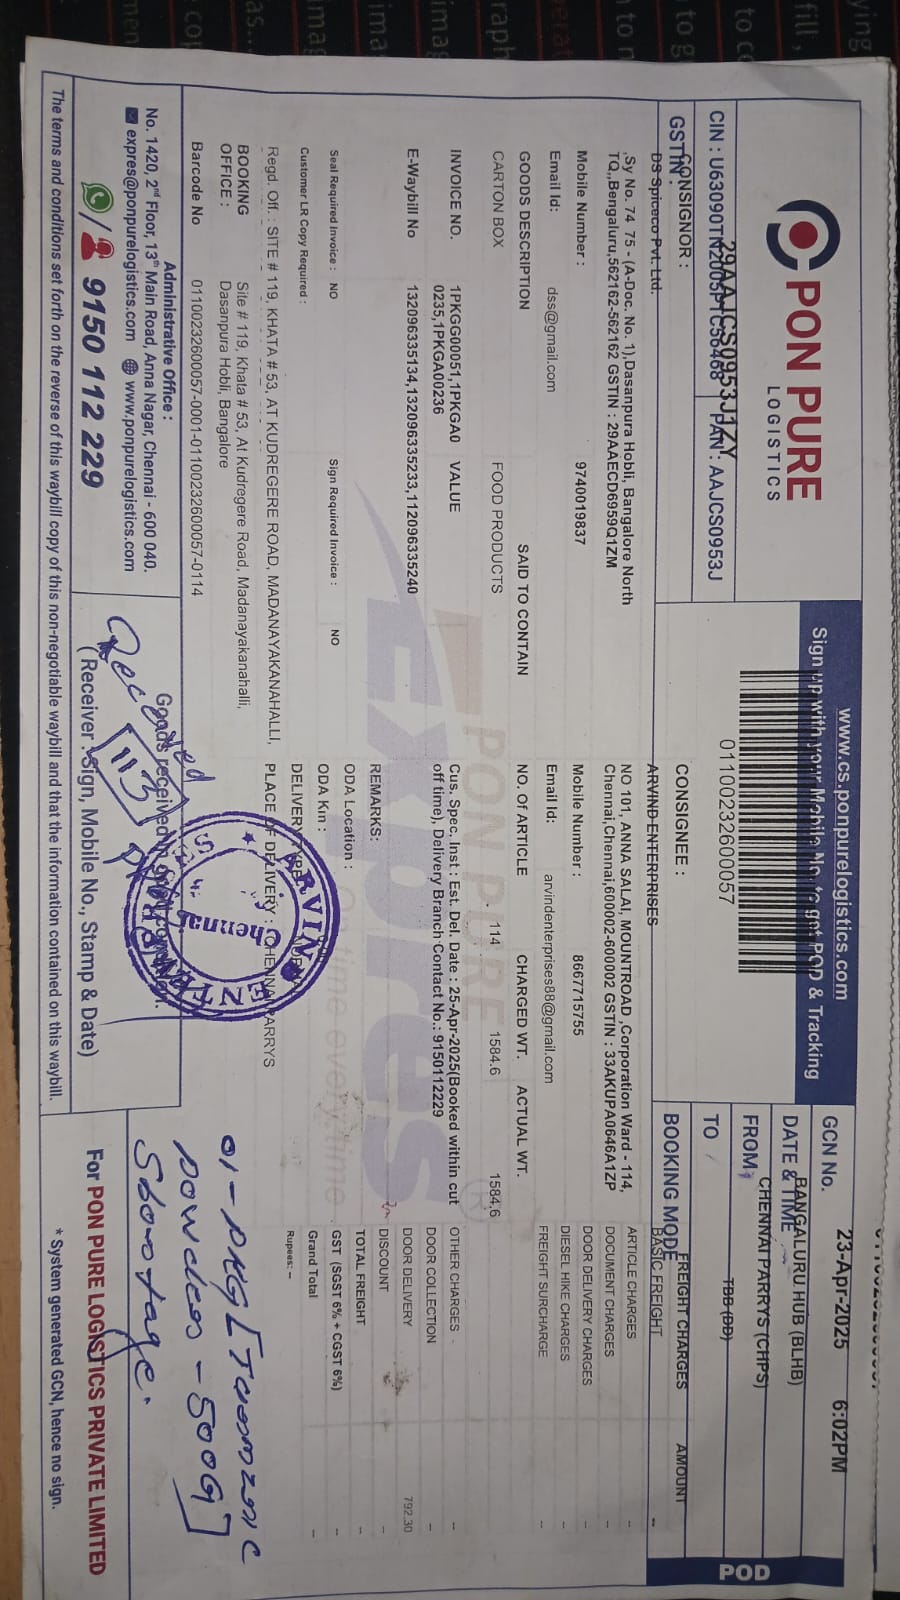 PON PURE
LOGISTICS
CIN : U63090TN2005PTC56468 PAN : AAJCS0953J
GSTIN : 29AAJCS0953J1ZY
www.cs.ponpurelogistics.com
Sign up with your Mobile No. to get POD & Tracking
01100232600057
GCN No. 23-Apr-2025 6:02PM
DATE & TIME
FROM BANGALURU HUB (BLHB)
TO CHENNAI PARRYS (CHPS)
BOOKING MODE TBB (DD)
POD
CONSIGNOR :
DS Spiceco Pvt. Ltd.
,Sy No. 74 75 - (A-Doc. No. 1),Dasanpura Hobli, Bangalore North
TQ,,Bengaluru,562162-562162 GSTIN : 29AAECD6959Q1ZM
Mobile Number : 9740019837
Email Id: dss@gmail.com
CONSIGNEE :
ARVIND ENTERPRISES
NO 101, ANNA SALAI, MOUNTROAD ,Corporation Ward - 114,
Chennai,Chennai,600002-600002 GSTIN : 33AKUPA0646A1ZP
Mobile Number : 8667715755
Email Id: arvindenterprises88@gmail.com
GOODS DESCRIPTION SAID TO CONTAIN NO. OF ARTICLE CHARGED WT. ACTUAL WT.
CARTON BOX FOOD PRODUCTS 114 1584.6 1584.6
INVOICE NO. 1PKGG00051,1PKGA0 VALUE
0235,1PKGA00236
E-Waybill No 132096335134,132096335233,112096335240
Cus. Spec. Inst : Est. Del. Date : 25-Apr-2025(Booked within cut
off time), Delivery Branch Contact No.: 9150112229
REMARKS:
Seal Required Invoice : NO Sign Required Invoice : NO
ODA Location :
Customer LR Copy Required :
ODA Km :
DELIVERY TYPE
Regd. Off. : SITE # 119, KHATA # 53, AT KUDREGERE ROAD, MADANAYAKANAHALLI,
PLACE OF DELIVERY : CHENNAI PARRYS
BOOKING
OFFICE :
Site # 119, Khata # 53, At Kudregere Road, Madanayakanahalli,
Dasanpura Hobli, Bangalore
Barcode No 01100232600057-0001-01100232600057-0114
FREIGHT CHARGES AMOUNT
BASIC FREIGHT --
ARTICLE CHARGES --
DOCUMENT CHARGES --
DOOR DELIVERY CHARGES --
DIESEL HIKE CHARGES --
FREIGHT SURCHARGE --
OTHER CHARGES --
DOOR COLLECTION --
DOOR DELIVERY 792.30
DISCOUNT --
TOTAL FREIGHT --
GST (SGST 6% + CGST 6%) --
Grand Total --
Rupees: --
PON PURE
Expres
time every time
Administrative Office :
No. 1420, 2nd Floor, 13th Main Road, Anna Nagar, Chennai - 600 040.
expres@ponpurelogistics.com www.ponpurelogistics.com
9150 112 229
Received
113
Goods received
(Receiver Sign, Mobile No., Stamp & Date)
ARVIND ENTERPRISES
Chennai
01-PKG [Turmeric
powder - 500G]
Shortage.
For PON PURE LOGISTICS PRIVATE LIMITED
* System generated GCN, hence no sign.
The terms and conditions set forth on the reverse of this waybill copy of this non-negotiable waybill and that the information contained on this waybill.